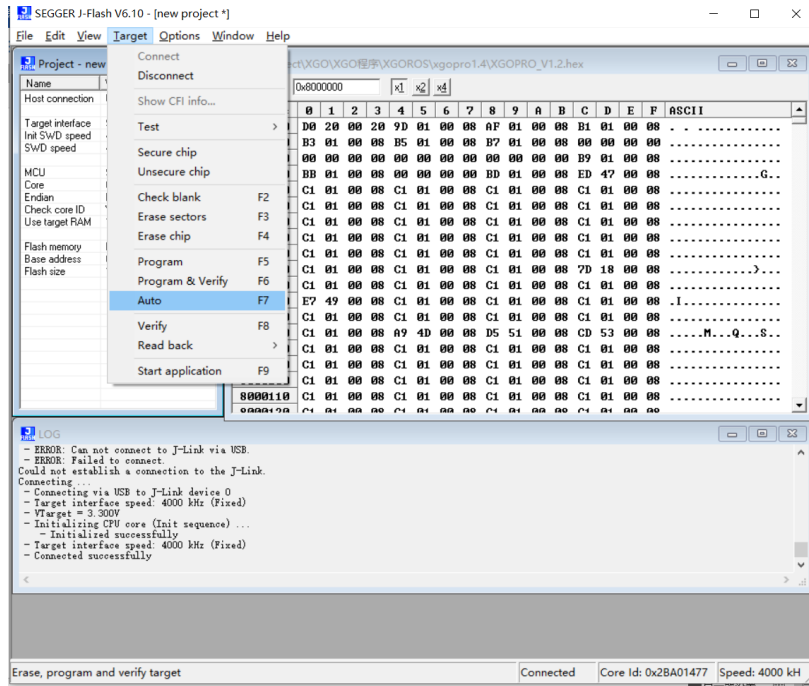 SEGGER J-Flash V6.10 - [new project *]
File Edit View Target Options Window Help
Project - new
ct\XGO\XGO程序\XGOROS\xgopro1.4\XGOPRO_V1.2.hex
Name
Host connection
Target interface
Init SWD speed
SWD speed
MCU
Core
Endian
Check core ID
Use target RAM
Flash memory
Base address
Flash size
Connect
Disconnect
Show CFI info...
Test >
Secure chip
Unsecure chip
Check blank F2
Erase sectors F3
Erase chip F4
Program F5
Program & Verify F6
Auto F7
Verify F8
Read back >
Start application F9
0x8000000 x1 x2 x4
0 1 2 3 4 5 6 7 8 9 A B C D E F ASCII
D0 20 00 20 9D 01 00 08 AF 01 00 08 B1 01 00 08 . . ............
B3 01 00 08 B5 01 00 08 B7 01 00 08 00 00 00 00 ................
00 00 00 00 00 00 00 00 00 00 00 00 B9 01 00 08 ................
BB 01 00 08 00 00 00 00 BD 01 00 08 ED 47 00 08 .............G..
C1 01 00 08 C1 01 00 08 C1 01 00 08 C1 01 00 08 ................
C1 01 00 08 C1 01 00 08 C1 01 00 08 C1 01 00 08 ................
C1 01 00 08 C1 01 00 08 C1 01 00 08 C1 01 00 08 ................
C1 01 00 08 C1 01 00 08 C1 01 00 08 C1 01 00 08 ................
C1 01 00 08 C1 01 00 08 C1 01 00 08 C1 01 00 08 ................
C1 01 00 08 C1 01 00 08 C1 01 00 08 7D 18 00 08 ............}...
C1 01 00 08 C1 01 00 08 C1 01 00 08 C1 01 00 08 ................
E7 49 00 08 C1 01 00 08 C1 01 00 08 C1 01 00 08 .I..............
C1 01 00 08 C1 01 00 08 C1 01 00 08 C1 01 00 08 ................
C1 01 00 08 A9 4D 00 08 D5 51 00 08 CD 53 00 08 .....M...Q...S..
C1 01 00 08 C1 01 00 08 C1 01 00 08 C1 01 00 08 ................
C1 01 00 08 C1 01 00 08 C1 01 00 08 C1 01 00 08 ................
C1 01 00 08 C1 01 00 08 C1 01 00 08 C1 01 00 08 ................
8000110 C1 01 00 08 C1 01 00 08 C1 01 00 08 C1 01 00 08 ................
8000120 C1 01 00 08 C1 01 00 08 C1 01 00 08 C1 01 00 08
LOG
- ERROR: Can not connect to J-Link via USB.
- ERROR: Failed to connect.
Could not establish a connection to the J-Link.
Connecting ...
- Connecting via USB to J-Link device 0
- Target interface speed: 4000 kHz (Fixed)
- VTarget = 3.300V
- Initializing CPU core (Init sequence) ...
- Initialized successfully
- Target interface speed: 4000 kHz (Fixed)
- Connected successfully
Erase, program and verify target
Connected
Core Id: 0x2BA01477
Speed: 4000 kH